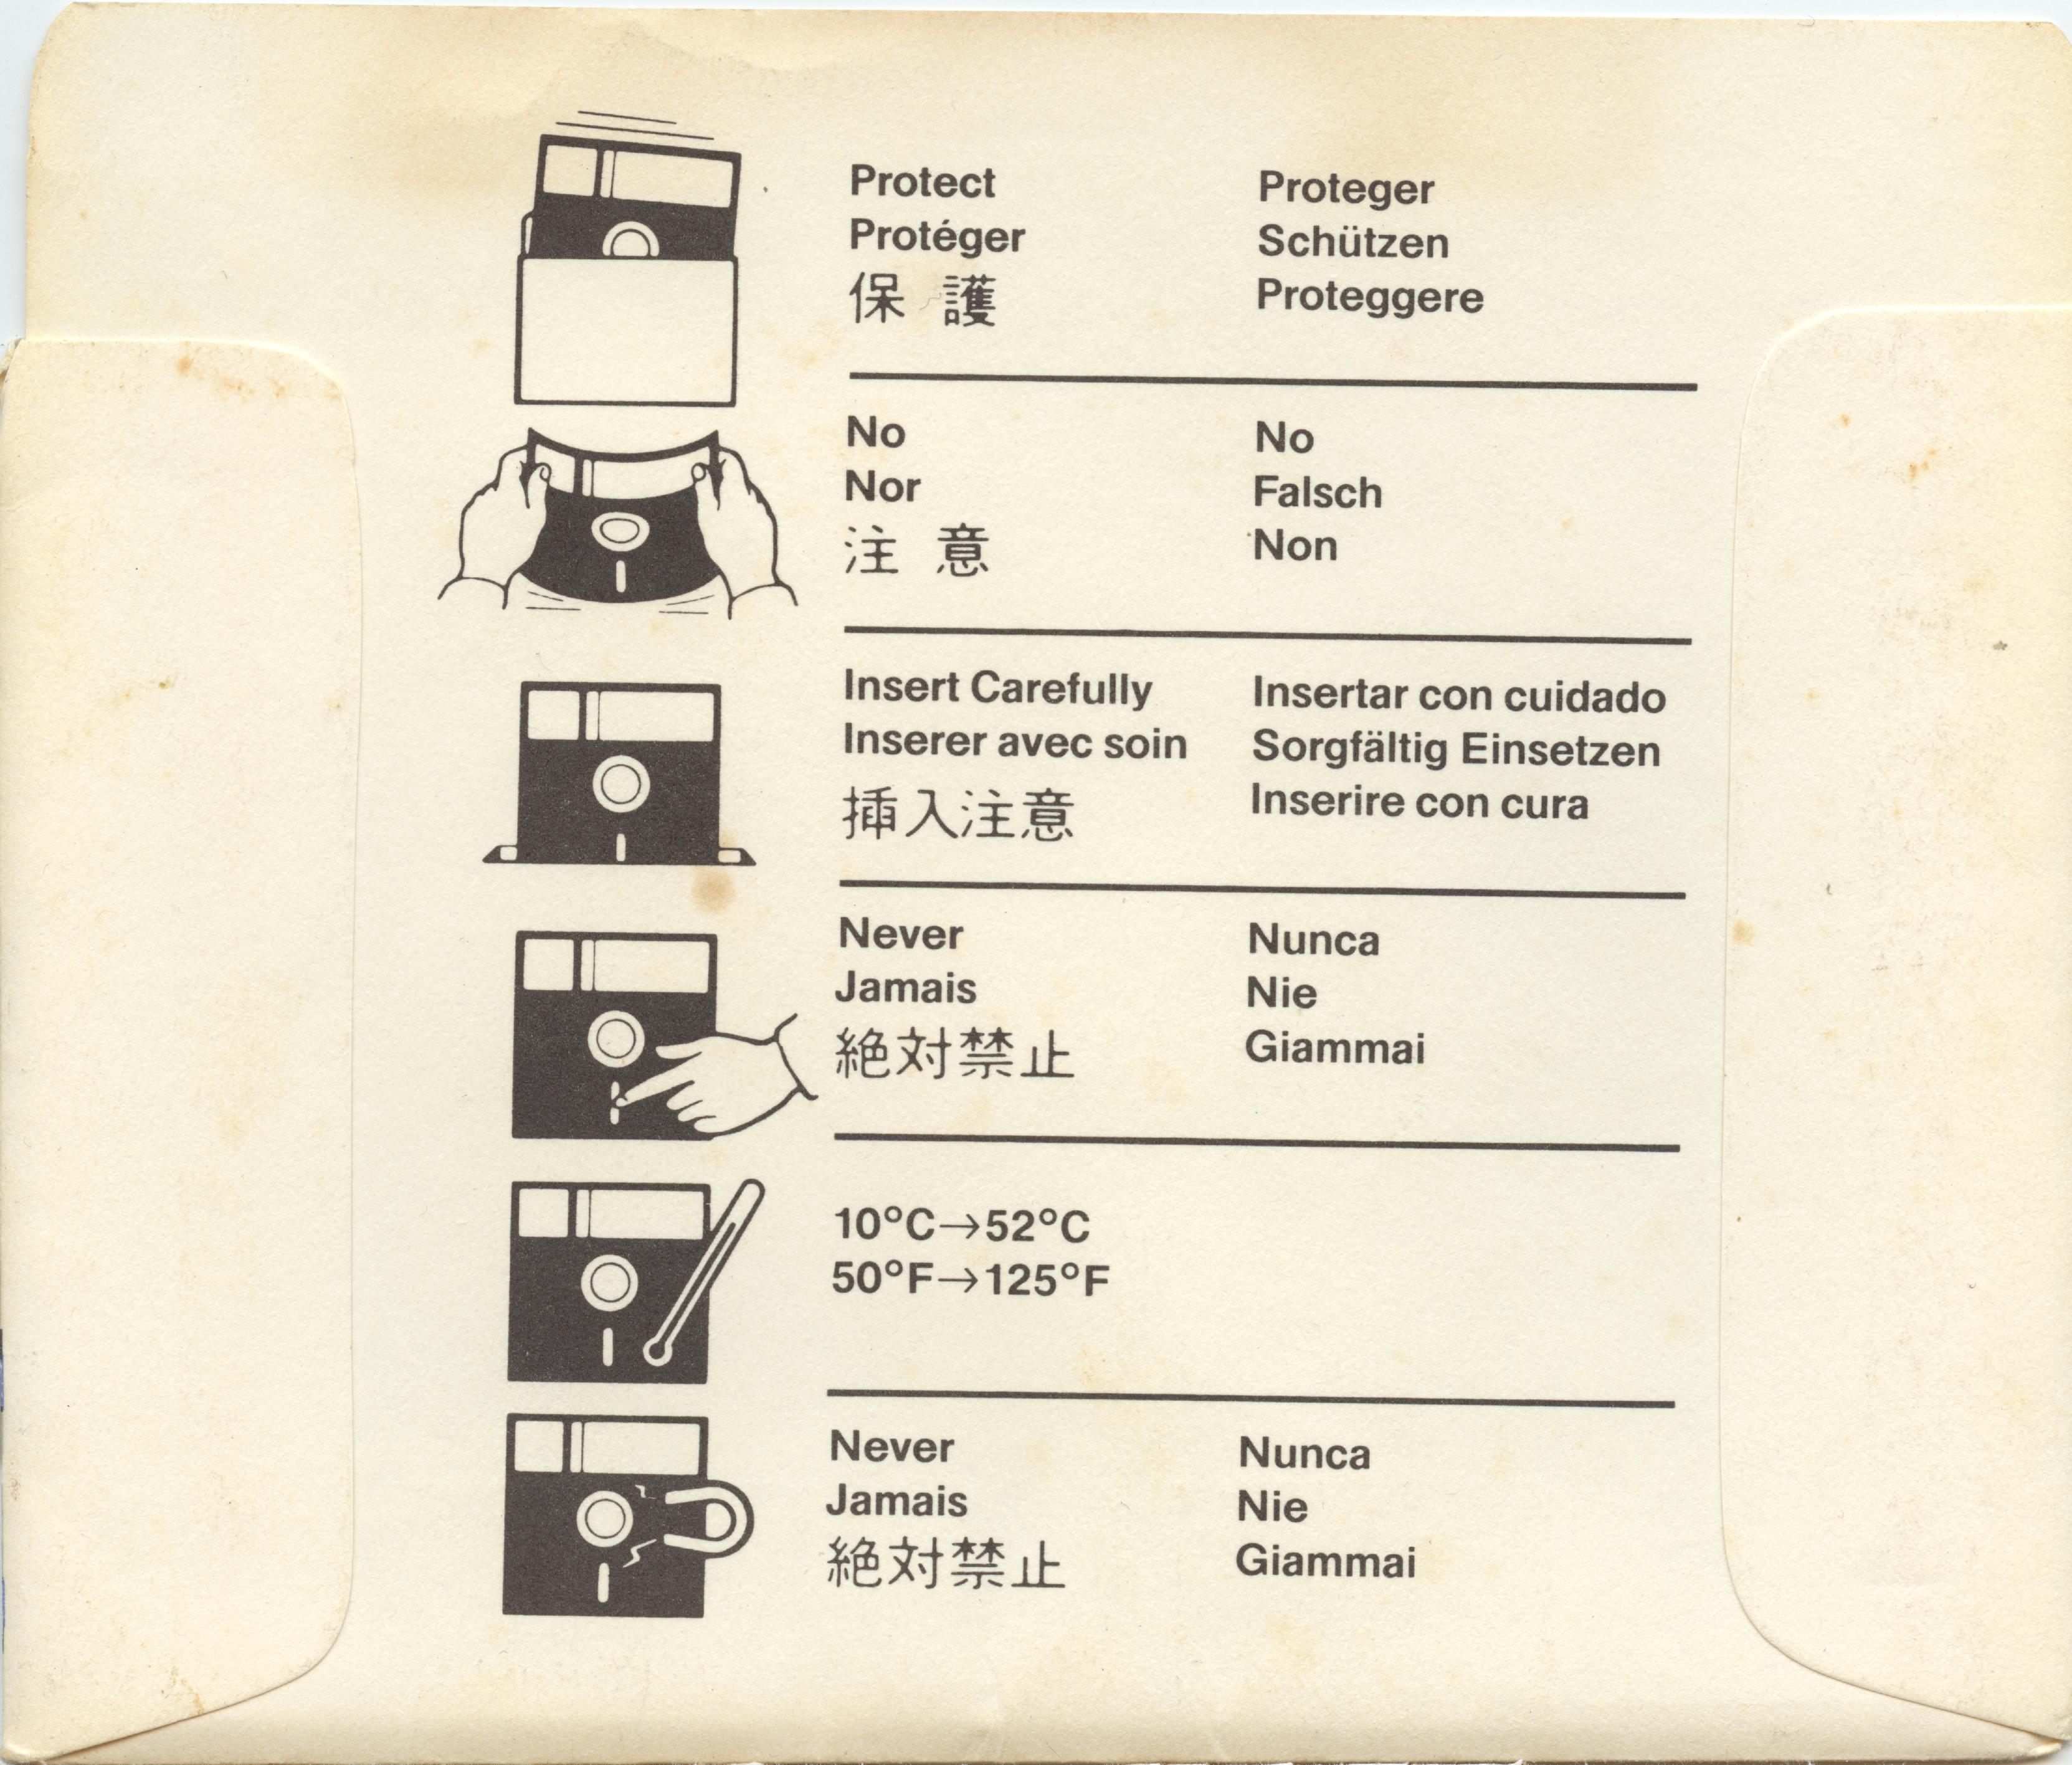 Protect
Protéger
保護
Proteger
Schützen
Proteggere
No
Nor
注意
No
Falsch
Non
Insert Carefully
Inserer avec soin
挿入注意
Insertar con cuidado
Sorgfältig Einsetzen
Inserire con cura
Never
Jamais
絶対禁止
Nunca
Nie
Giammai
10°C→52°C
50°F→125°F
Never
Jamais
絶対禁止
Nunca
Nie
Giammai